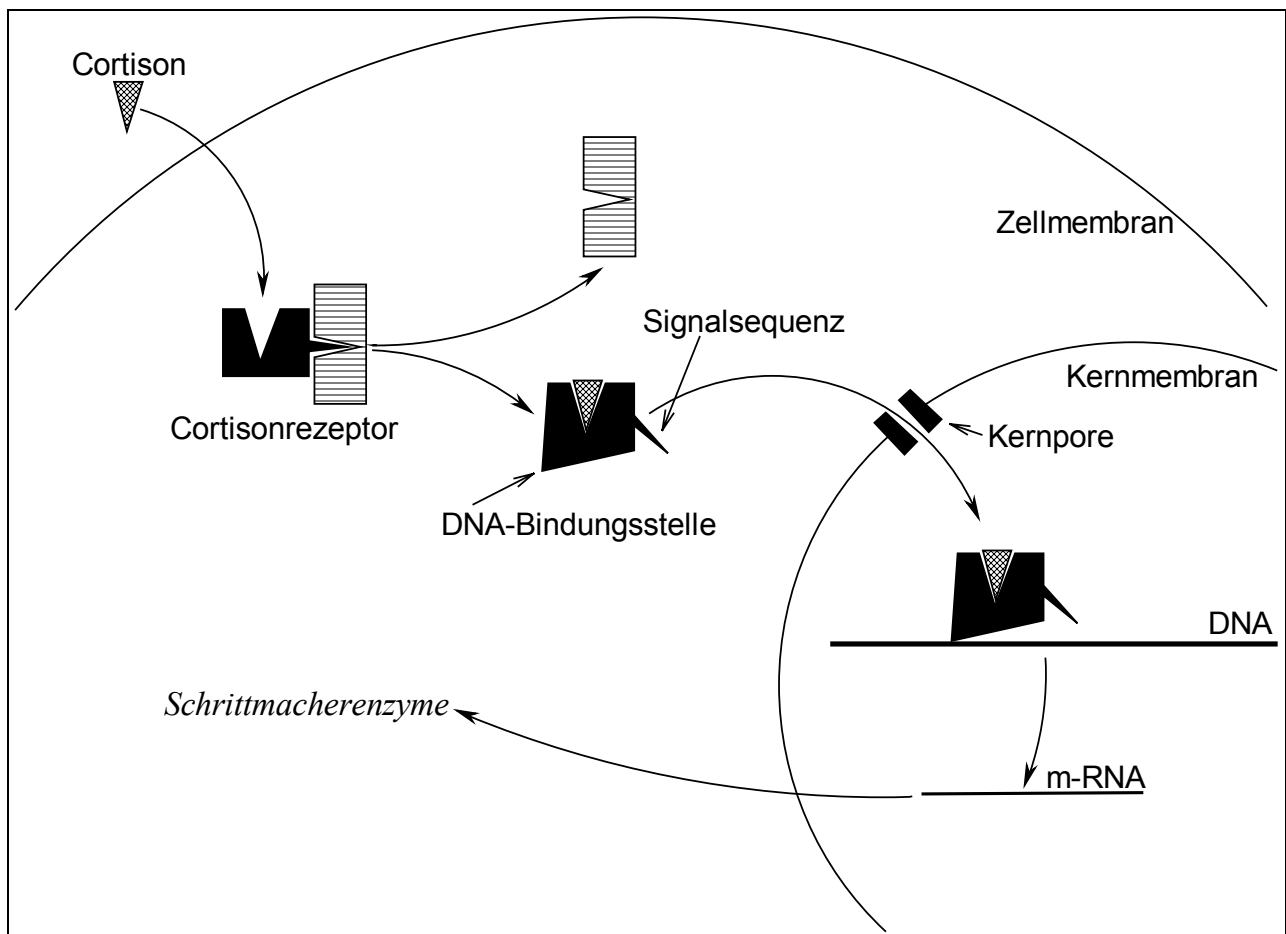 Cortison
Zellmembran
Signalsequenz
Kernmembran
Cortisonrezeptor
Kernpore
DNA-Bindungsstelle
DNA
Schrittmacherenzyme
m-RNA